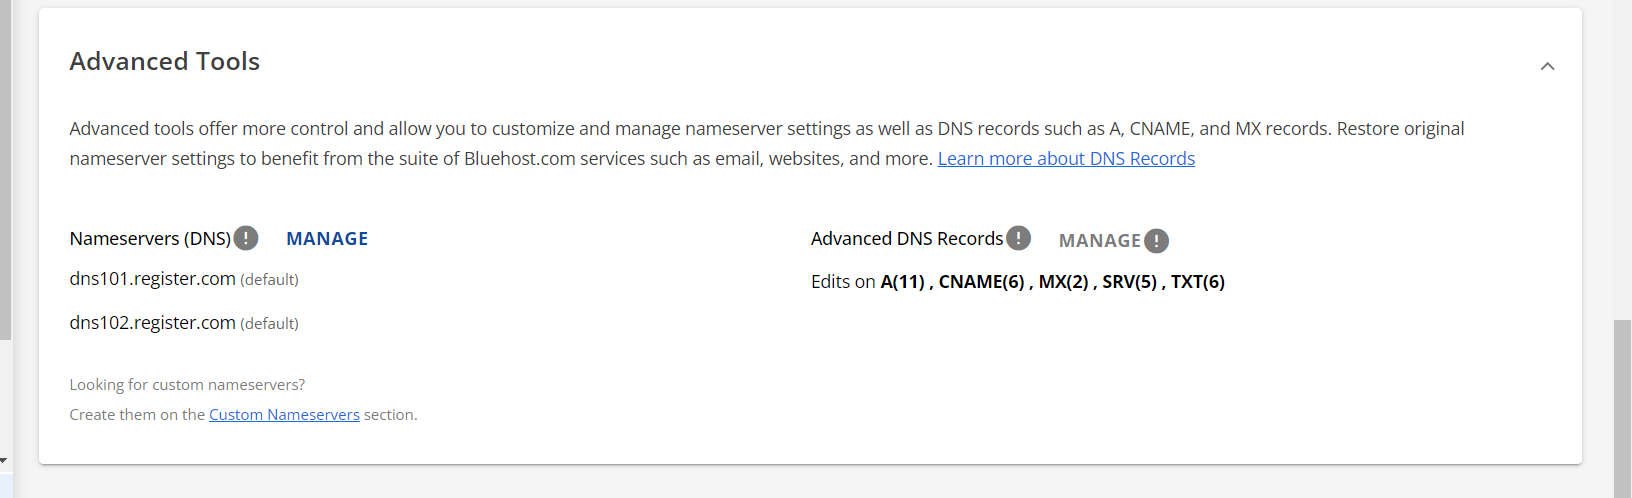 Advanced Tools
Advanced tools offer more control and allow you to customize and manage nameserver settings as well as DNS records such as A, CNAME, and MX records. Restore original
nameserver settings to benefit from the suite of Bluehost.com services such as email, websites, and more. Learn more about DNS Records
Nameservers (DNS) ! MANAGE
Advanced DNS Records ! MANAGE !
dns101.register.com (default)
Edits on A(11) , CNAME(6) , MX(2) , SRV(5) , TXT(6)
dns102.register.com (default)
Looking for custom nameservers?
Create them on the Custom Nameservers section.